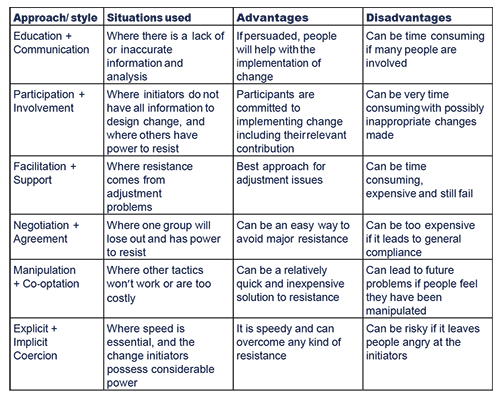 Approach/ style
Situations used
Advantages
Disadvantages
Education +
Communication
Where there is a lack of
or inaccurate
information and
analysis
If persuaded, people
will help with the
implementation of
change
Can be time consuming
if many people are
involved
Participation +
Involvement
Where initiators do not
have all information to
design change, and
where others have
power to resist
Participants are
committed to
implementing change
including their relevant
contribution
Can be very time
consuming with possibly
inappropriate changes
made
Facilitation +
Support
Where resistance
comes from
adjustment
problems
Best approach for
adjustment issues
Can be time
consuming,
expensive and still fail
Negotiation +
Agreement
Where one group will
lose out and has power
to resist
Can be an easy way to
avoid major resistance
Can be too expensive
if it leads to general
compliance
Manipulation
+ Co-optation
Where other tactics
won't work or are too
costly
Can be a relatively
quick and inexpensive
solution to resistance
Can lead to future
problems if people feel
they have been
manipulated
Explicit +
Implicit
Coercion
Where speed is
essential, and the
change initiators
possess considerable
power
It is speedy and can
overcome any kind of
resistance
Can be risky if it leaves
people angry at the
initiators